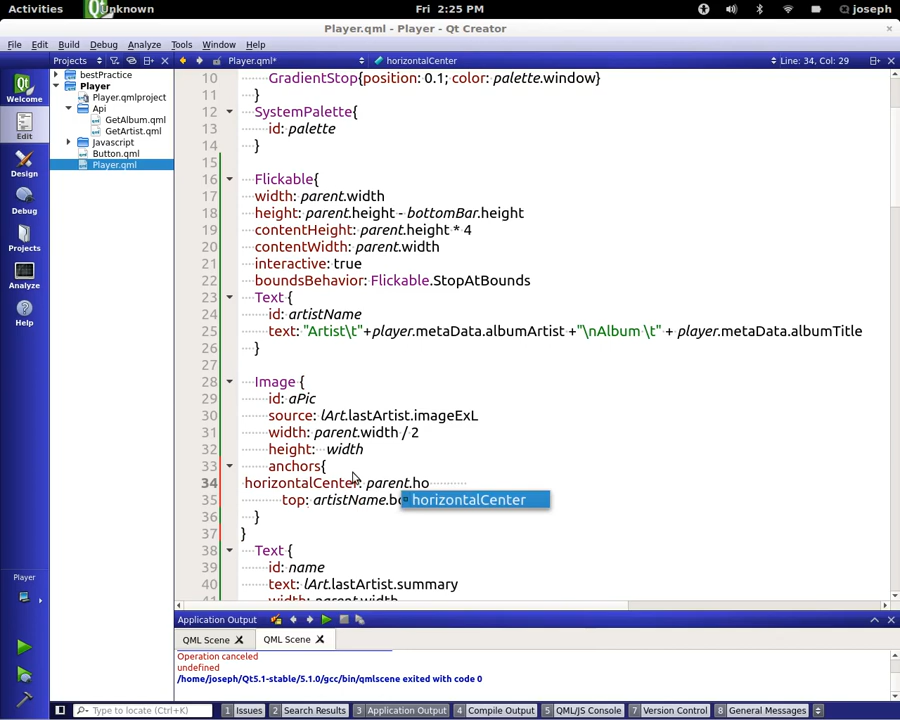 Activities Unknown Fri 2:25 PM joseph
Player.qml - Player - Qt Creator
File Edit Build Debug Analyze Tools Window Help
Projects Player.qml* horizontalCenter Line: 34, Col: 29
Welcome
Edit
Design
Debug
Projects
Analyze
Help
Player
bestPractice
Player
Player.qmlproject
Api
GetAlbum.qml
GetArtist.qml
Javascript
Button.qml
Player.qml
10 GradientStop{position: 0.1; color: palette.window}
11 }
12 SystemPalette{
13 id: palette
14 }
15
16 Flickable{
17 width: parent.width
18 height: parent.height - bottomBar.height
19 contentHeight: parent.height * 4
20 contentWidth: parent.width
21 interactive: true
22 boundsBehavior: Flickable.StopAtBounds
23 Text {
24 id: artistName
25 text: "Artist\t"+player.metaData.albumArtist +"\nAlbum \t" + player.metaData.albumTitle
26 }
27
28 Image {
29 id: aPic
30 source: lArt.lastArtist.imageExL
31 width: parent.width / 2
32 height: width
33 anchors{
34 horizontalCenter: parent.ho
35 top: artistName.bo
horizontalCenter
36 }
37 }
38 Text {
39 id: name
40 text: lArt.lastArtist.summary
width: parent.width
Application Output
QML Scene QML Scene
Operation canceled
undefined
/home/joseph/Qt5.1-stable/5.1.0/gcc/bin/qmlscene exited with code 0
Type to locate (Ctrl+K) 1 Issues 2 Search Results 3 Application Output 4 Compile Output 5 QML/JS Console 7 Version Control 8 General Messages